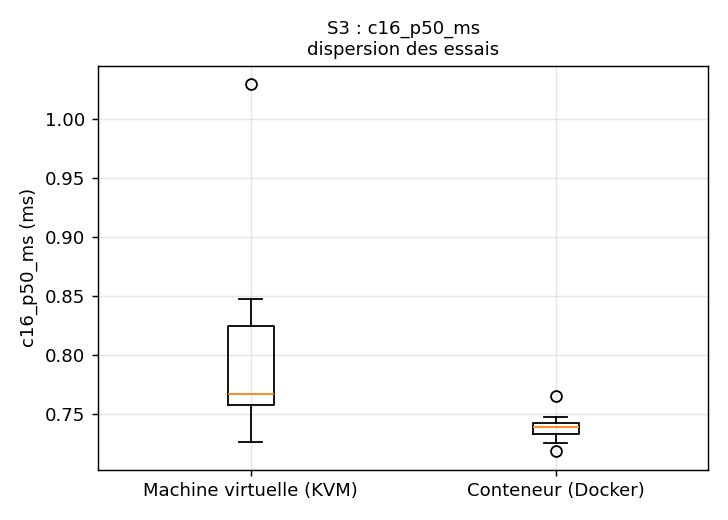 S3 : c16_p50_ms
dispersion des essais
c16_p50_ms (ms)
1.00
0.95
0.90
0.85
0.80
0.75
Machine virtuelle (KVM)
Conteneur (Docker)